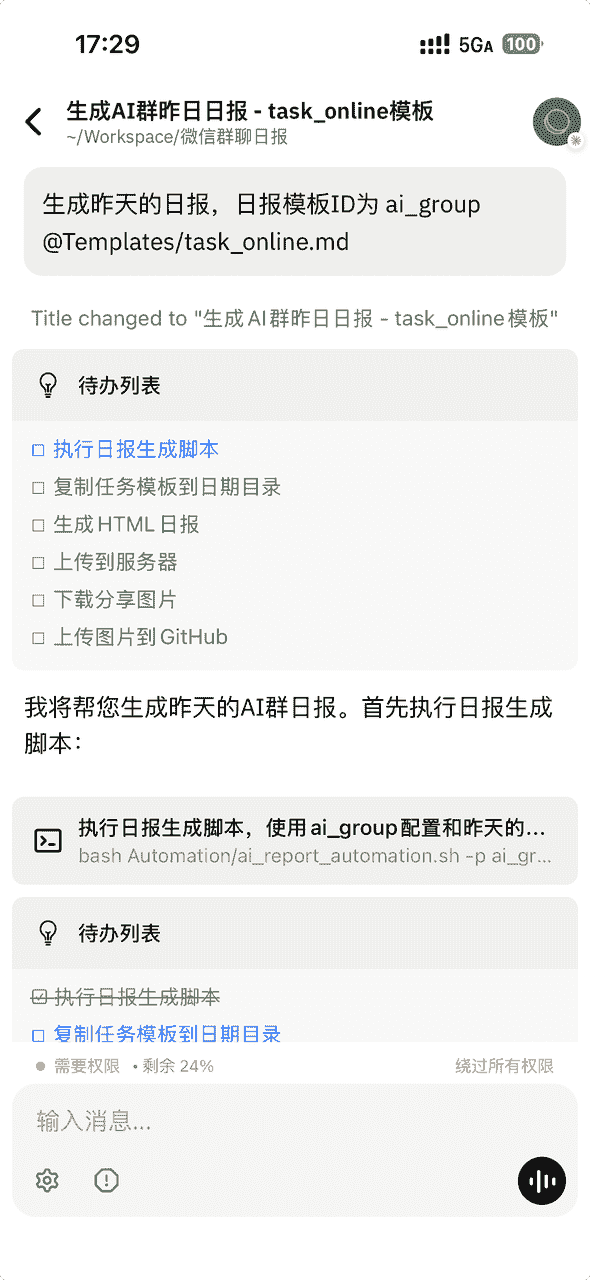 17:29
5GA 100
生成AI群昨日日报 - task_online模板
~/Workspace/微信群聊日报
生成昨天的日报，日报模板ID为 ai_group
@Templates/task_online.md
Title changed to "生成AI群昨日日报 - task_online模板"
待办列表
执行日报生成脚本
复制任务模板到日期目录
生成HTML日报
上传到服务器
下载分享图片
上传图片到GitHub
我将帮您生成昨天的AI群日报。首先执行日报生成
脚本：
执行日报生成脚本，使用ai_group配置和昨天的...
bash Automation/ai_report_automation.sh -p ai_gr...
待办列表
执行日报生成脚本
复制任务模板到日期目录
需要权限 • 剩余 24% 绕过所有权限
输入消息...